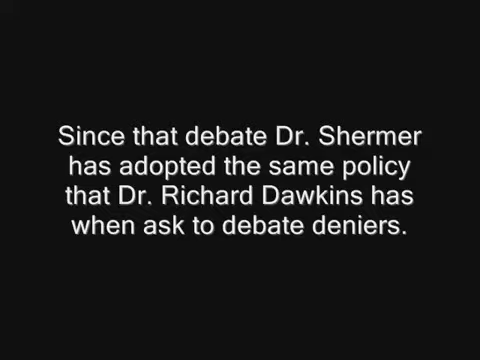 Since that debate Dr. Shermer
has adopted the same policy
that Dr. Richard Dawkins has
when ask to debate deniers.